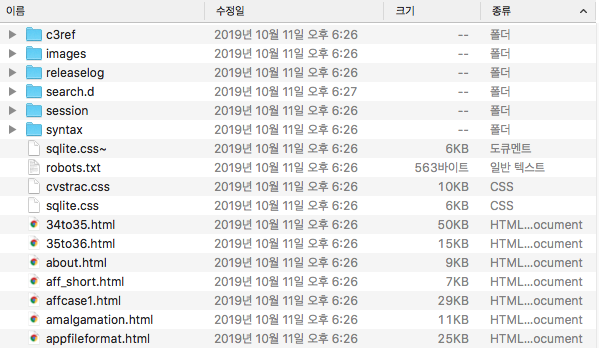 이름 수정일 크기 종류
c3ref 2019년 10월 11일 오후 6:26 -- 폴더
images 2019년 10월 11일 오후 6:26 -- 폴더
releaselog 2019년 10월 11일 오후 6:26 -- 폴더
search.d 2019년 10월 11일 오후 6:27 -- 폴더
session 2019년 10월 11일 오후 6:26 -- 폴더
syntax 2019년 10월 11일 오후 6:26 -- 폴더
sqlite.css~ 2019년 10월 11일 오후 6:26 6KB 도큐멘트
robots.txt 2019년 10월 11일 오후 6:26 563바이트 일반 텍스트
cvstrac.css 2019년 10월 11일 오후 6:26 10KB CSS
sqlite.css 2019년 10월 11일 오후 6:26 6KB CSS
34to35.html 2019년 10월 11일 오후 6:26 50KB HTML...ocument
35to36.html 2019년 10월 11일 오후 6:26 15KB HTML...ocument
about.html 2019년 10월 11일 오후 6:26 9KB HTML...ocument
aff_short.html 2019년 10월 11일 오후 6:26 7KB HTML...ocument
affcase1.html 2019년 10월 11일 오후 6:26 29KB HTML...ocument
amalgamation.html 2019년 10월 11일 오후 6:26 11KB HTML...ocument
appfileformat.html 2019년 10월 11일 오후 6:26 25KB HTML...ocument